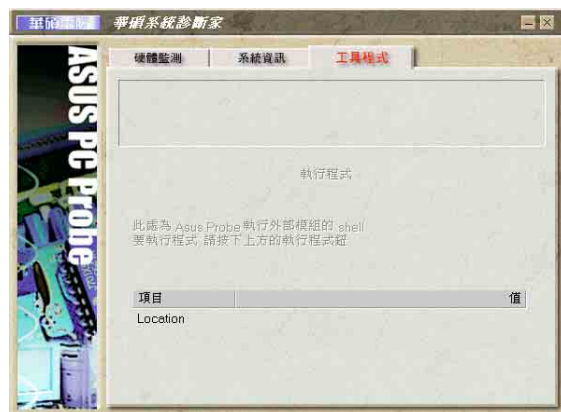 華碩系統診斷家
硬體監測
系統資訊
工具程式
ASUS PC Probe
執行程式
此處為 Asus Probe 執行外部模組的 shell
要執行程式 請按下上方的執行程式鈕
項目
值
Location